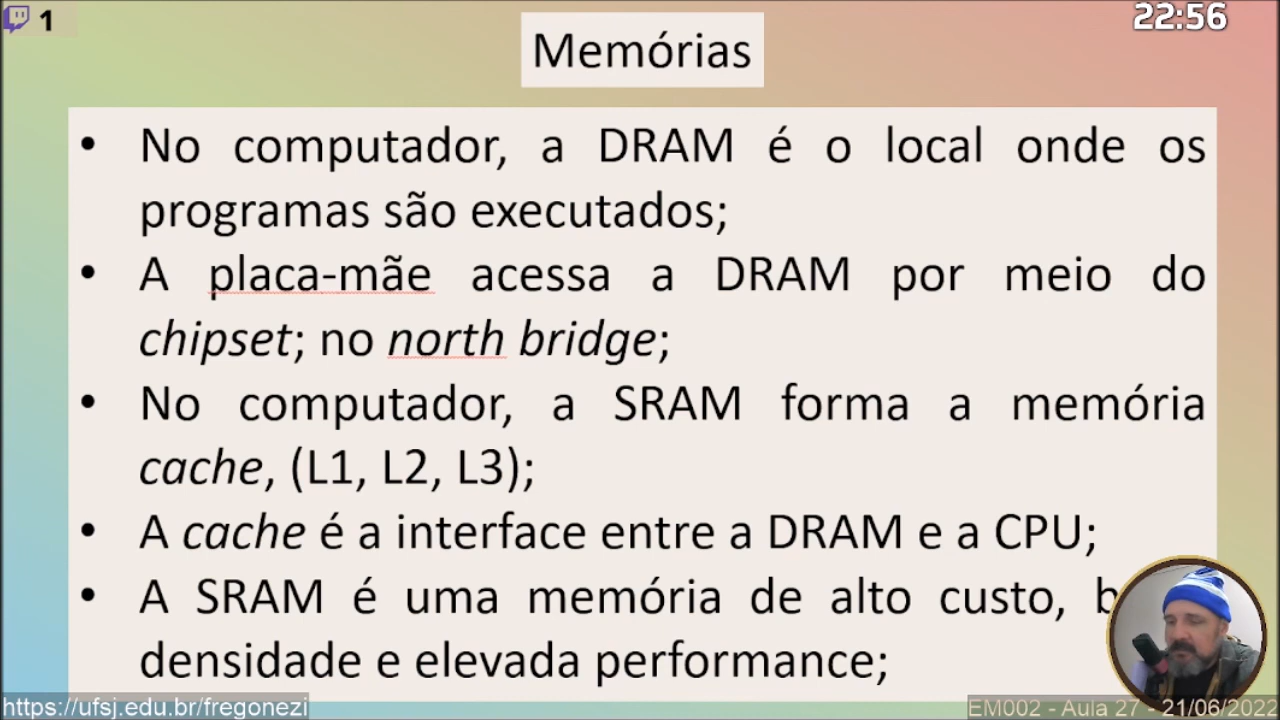 1
22:56
Memórias
• No computador, a DRAM é o local onde os
programas são executados;
• A placa-mãe acessa a DRAM por meio do
chipset; no north bridge;
• No computador, a SRAM forma a memória
cache, (L1, L2, L3);
• A cache é a interface entre a DRAM e a CPU;
• A SRAM é uma memória de alto custo,
densidade e elevada performance;
https://ufsj.edu.br/fregonezi
EM002 - Aula 27 - 21/06/2022